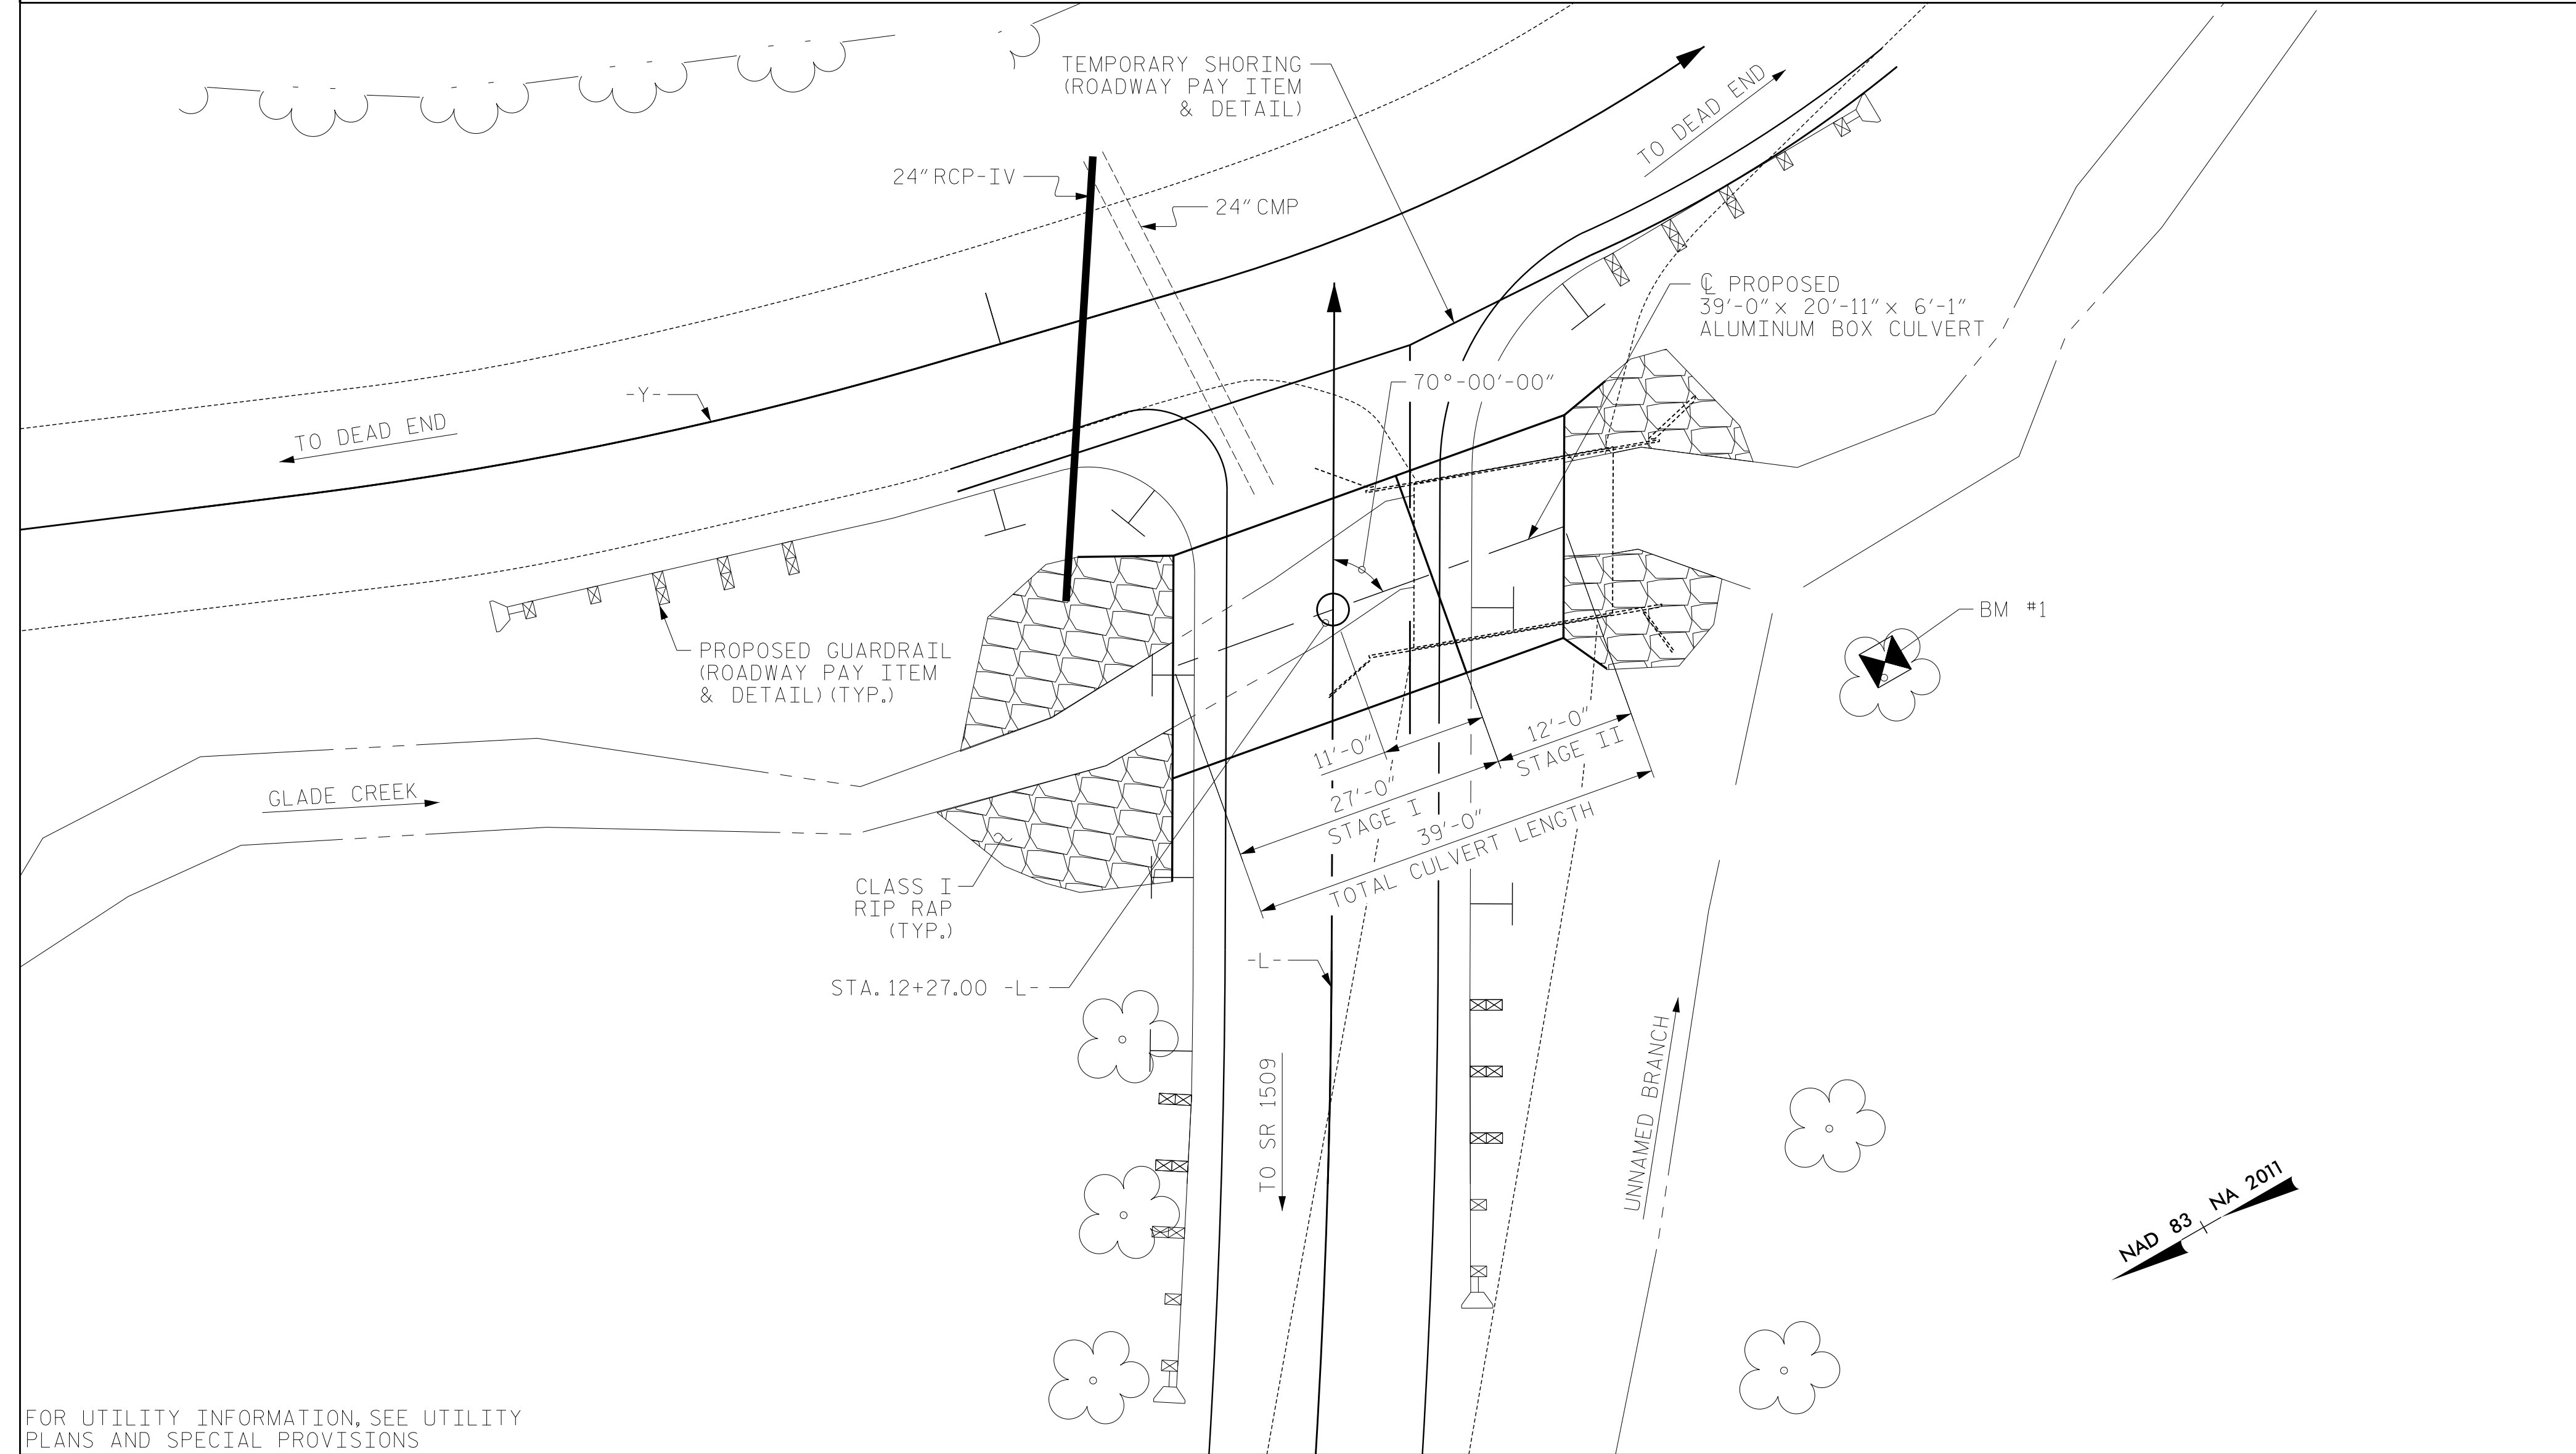 TEMPORARY SHORING
(ROADWAY PAY ITEM
& DETAIL)
TO DEAD END
24"RCP-IV
24"CMP
℄ PROPOSED
39'-0"x 20'-11"x 6'-1"
ALUMINUM BOX CULVERT
70°-00'-00"
-Y-
TO DEAD END
BM #1
PROPOSED GUARDRAIL
(ROADWAY PAY ITEM
& DETAIL)(TYP.)
11'-0"
12'-0"
STAGE II
27'-0"
STAGE I
39'-0"
TOTAL CULVERT LENGTH
GLADE CREEK
CLASS I
RIP RAP
(TYP.)
STA. 12+27.00 -L-
-L-
TO SR 1509
UNNAMED BRANCH
NAD 83
NA 2011
FOR UTILITY INFORMATION, SEE UTILITY
PLANS AND SPECIAL PROVISIONS